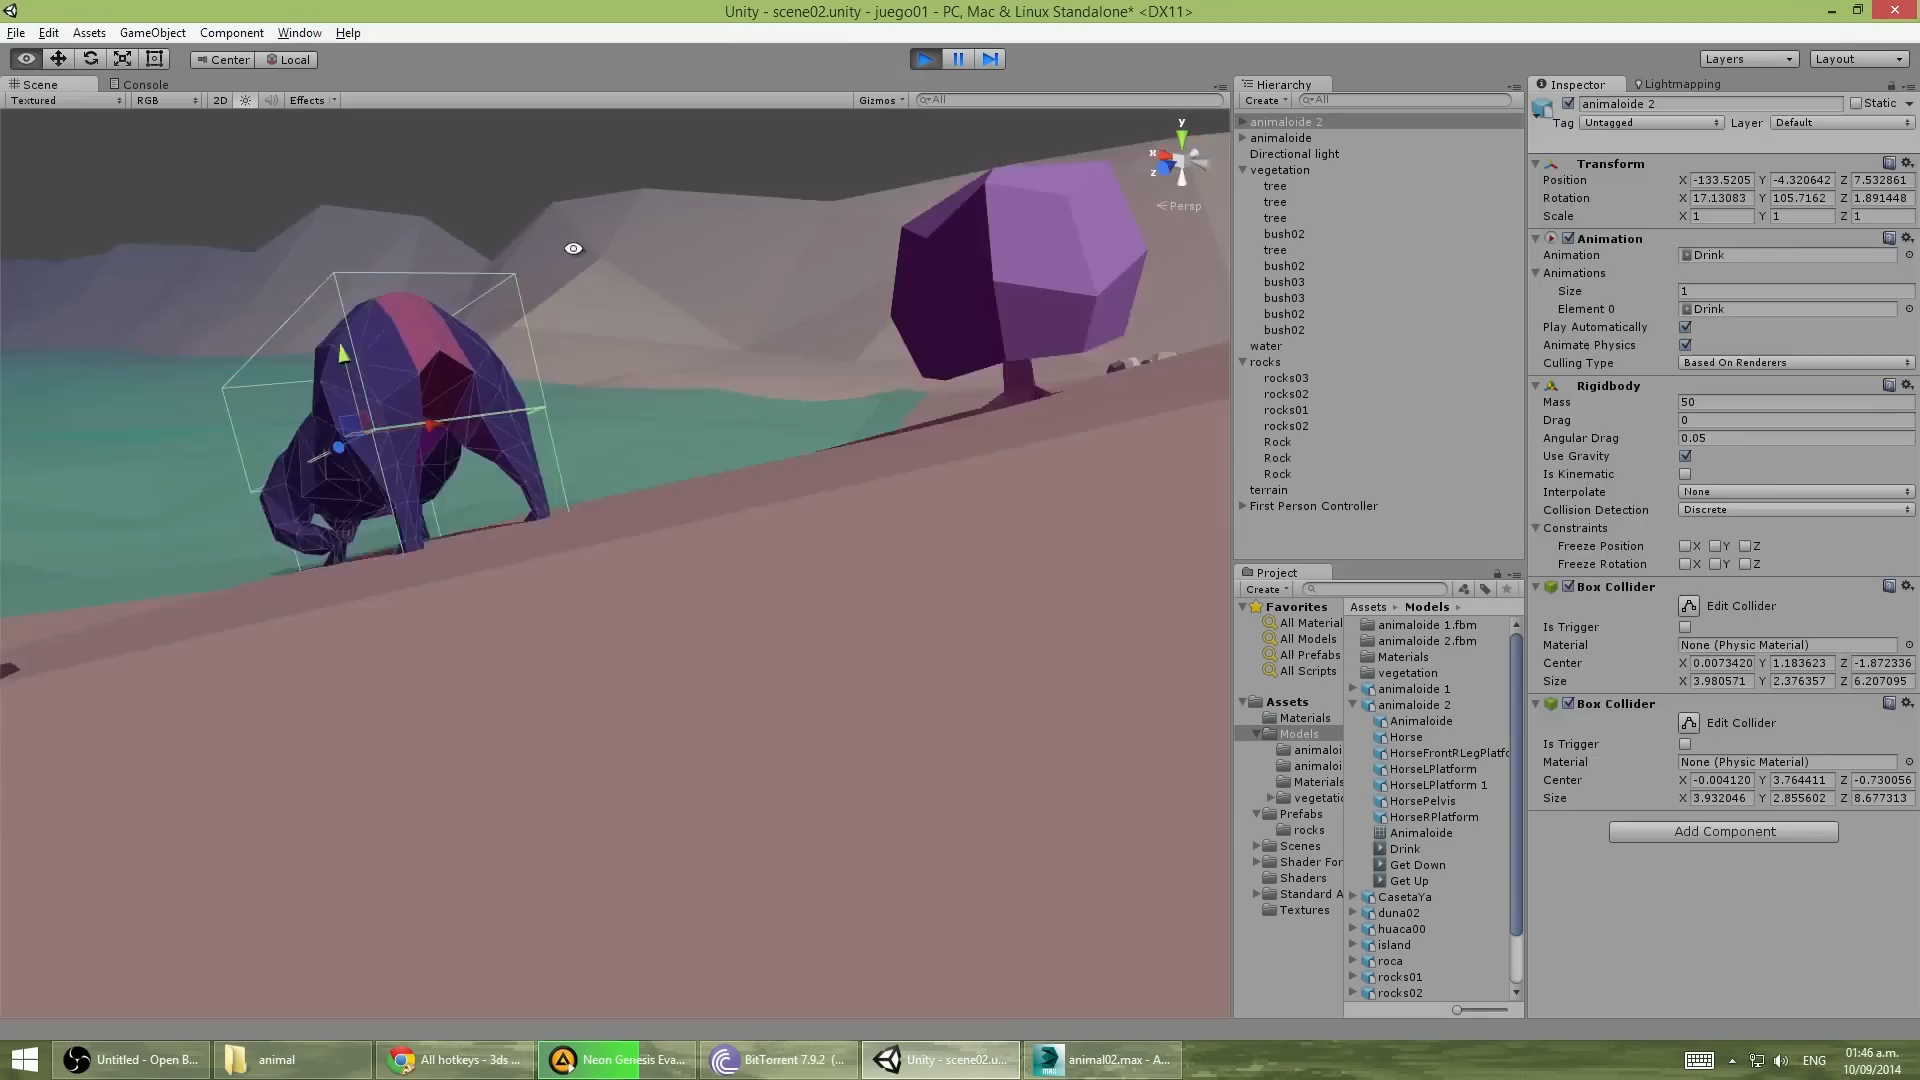 Unity - scene02.unity - juego01 - PC, Mac & Linux Standalone* <DX11>
File Edit Assets GameObject Component Window Help
Center Local
Layers Layout
Scene Console
Textured RGB 2D Effects Gizmos All
y
x
z
Persp
Hierarchy
Create All
animaloide 2
animaloide
Directional light
vegetation
tree
tree
tree
bush02
tree
bush02
bush03
bush03
bush02
bush02
water
rocks
rocks03
rocks02
rocks01
rocks02
Rock
Rock
Rock
terrain
First Person Controller
Project
Create
Favorites
All Material
All Models
All Prefabs
All Scripts
Assets
Materials
Models
animaloi
animaloi
Materials
vegetatio
Prefabs
rocks
Scenes
Shader For
Shaders
Standard A
Textures
Assets Models
animaloide 1.fbm
animaloide 2.fbm
Materials
vegetation
animaloide 1
animaloide 2
Animaloide
Horse
HorseFrontRLegPlatfo
HorseLPlatform
HorseLPlatform 1
HorsePelvis
HorseRPlatform
Animaloide
Drink
Get Down
Get Up
CasetaYa
duna02
huaca00
island
roca
rocks01
rocks02
Inspector Lightmapping
animaloide 2 Static
Tag Untagged Layer Default
Transform
Position X -133.5205 Y -4.320642 Z 7.532861
Rotation X 17.13083 Y 105.7162 Z 1.891448
Scale X 1 Y 1 Z 1
Animation
Animation Drink
Animations
Size 1
Element 0 Drink
Play Automatically
Animate Physics
Culling Type Based On Renderers
Rigidbody
Mass 50
Drag 0
Angular Drag 0.05
Use Gravity
Is Kinematic
Interpolate None
Collision Detection Discrete
Constraints
Freeze Position X Y Z
Freeze Rotation X Y Z
Box Collider
Edit Collider
Is Trigger
Material None (Physic Material)
Center X 0.0073420 Y 1.183623 Z -1.872336
Size X 3.980571 Y 2.376357 Z 6.207095
Box Collider
Edit Collider
Is Trigger
Material None (Physic Material)
Center X -0.004120 Y 3.764411 Z -0.730056
Size X 3.932046 Y 2.855602 Z 8.677313
Add Component
Untitled - Open B... animal All hotkeys - 3ds ... Neon Genesis Eva... BitTorrent 7.9.2 (... Unity - scene02.u... MAX animal02.max - A... ENG
01:46 a.m.
10/09/2014